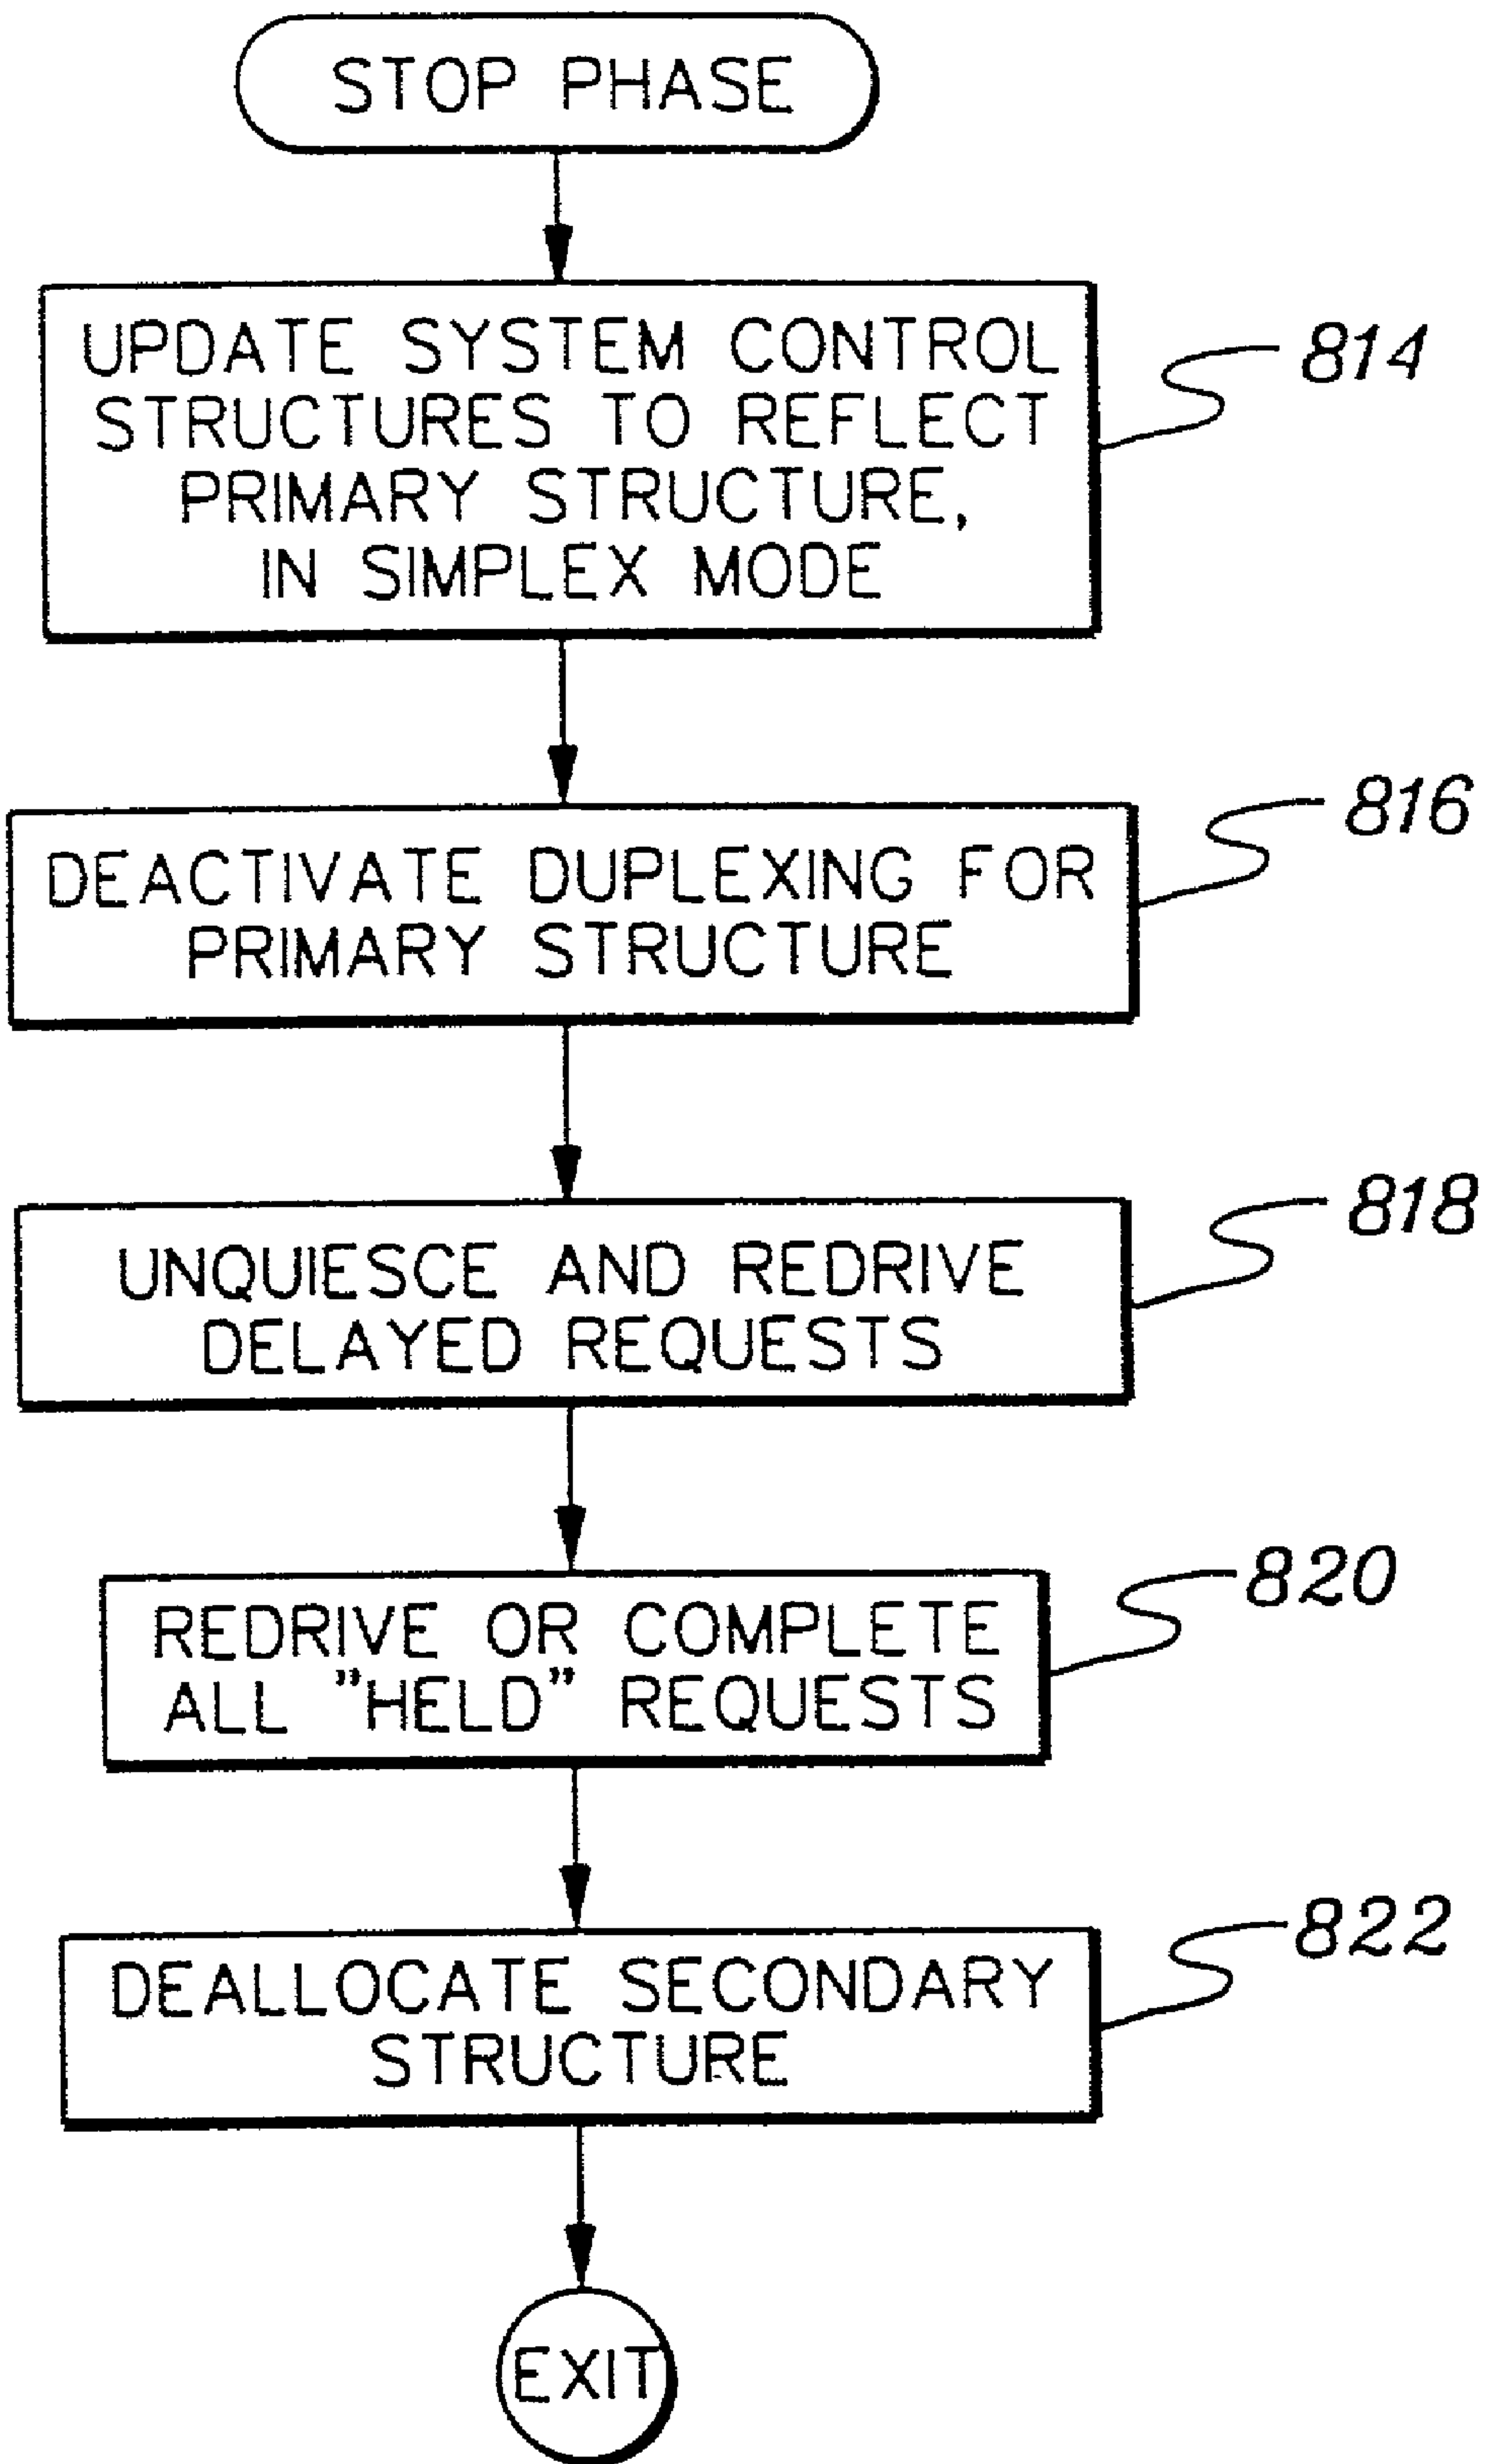 STOP PHASE
UPDATE SYSTEM CONTROL
STRUCTURES TO REFLECT
PRIMARY STRUCTURE,
IN SIMPLEX MODE
814
DEACTIVATE DUPLEXING FOR
PRIMARY STRUCTURE
816
UNQUIESCE AND REDRIVE
DELAYED REQUESTS
818
REDRIVE OR COMPLETE
ALL "HELD" REQUESTS
820
DEALLOCATE SECONDARY
STRUCTURE
822
EXIT